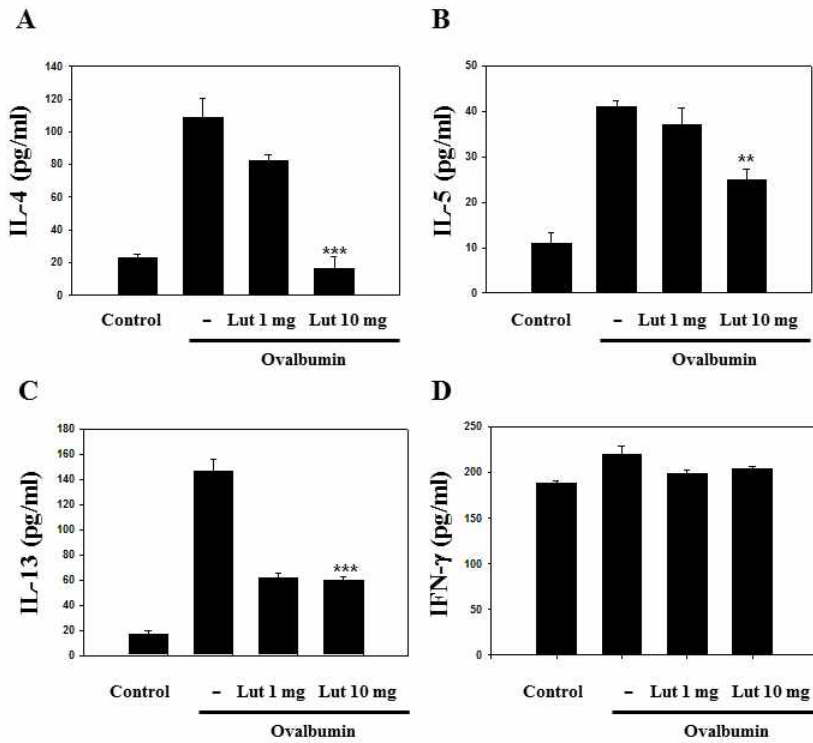 A
IL-4 (pg/ml)
140
120
100
80
60
40
20
0
***
Control – Lut 1 mg Lut 10 mg
Ovalbumin
B
IL-5 (pg/ml)
50
40
30
20
10
0
**
Control – Lut 1 mg Lut 10 mg
Ovalbumin
C
IL-13 (pg/ml)
180
160
140
120
100
80
60
40
20
0
***
Control – Lut 1 mg Lut 10 mg
Ovalbumin
D
IFN-γ (pg/ml)
250
200
150
100
50
0
Control – Lut 1 mg Lut 10 mg
Ovalbumin